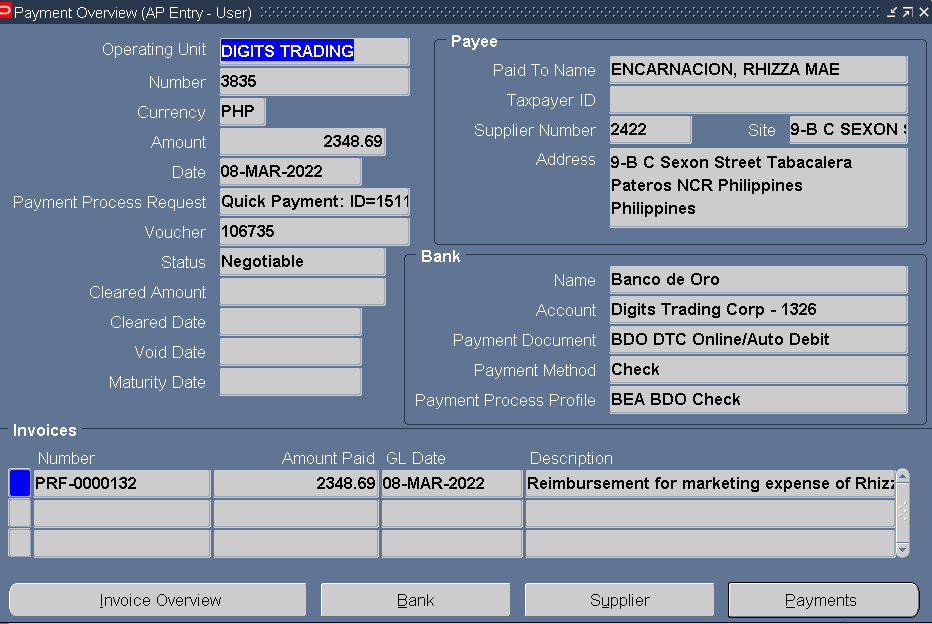 Payment Overview (AP Entry - User)
Operating Unit DIGITS TRADING
Number 3835
Currency PHP
Amount 2348.69
Date 08-MAR-2022
Payment Process Request Quick Payment: ID=1511
Voucher 106735
Status Negotiable
Cleared Amount
Cleared Date
Void Date
Maturity Date
Payee
Paid To Name ENCARNACION, RHIZZA MAE
Taxpayer ID
Supplier Number 2422 Site 9-B C SEXON S
Address 9-B C Sexon Street Tabacalera
Pateros NCR Philippines
Philippines
Bank
Name Banco de Oro
Account Digits Trading Corp - 1326
Payment Document BDO DTC Online/Auto Debit
Payment Method Check
Payment Process Profile BEA BDO Check
Invoices
Number Amount Paid GL Date Description
PRF-0000132 2348.69 08-MAR-2022 Reimbursement for marketing expense of Rhizz
Invoice Overview Bank Supplier Payments